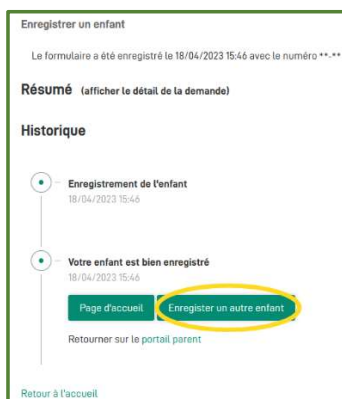 Enregistrer un enfant
Le formulaire a été enregistré le 18/04/2023 15:46 avec le numéro **-**
Résumé (afficher le détail de la demande)
Historique
Enregistrement de l'enfant
18/04/2023 15:46
Votre enfant est bien enregistré
18/04/2023 15:46
Page d'accueil Enregister un autre enfant
Retourner sur le portail parent
Retour à l'accueil